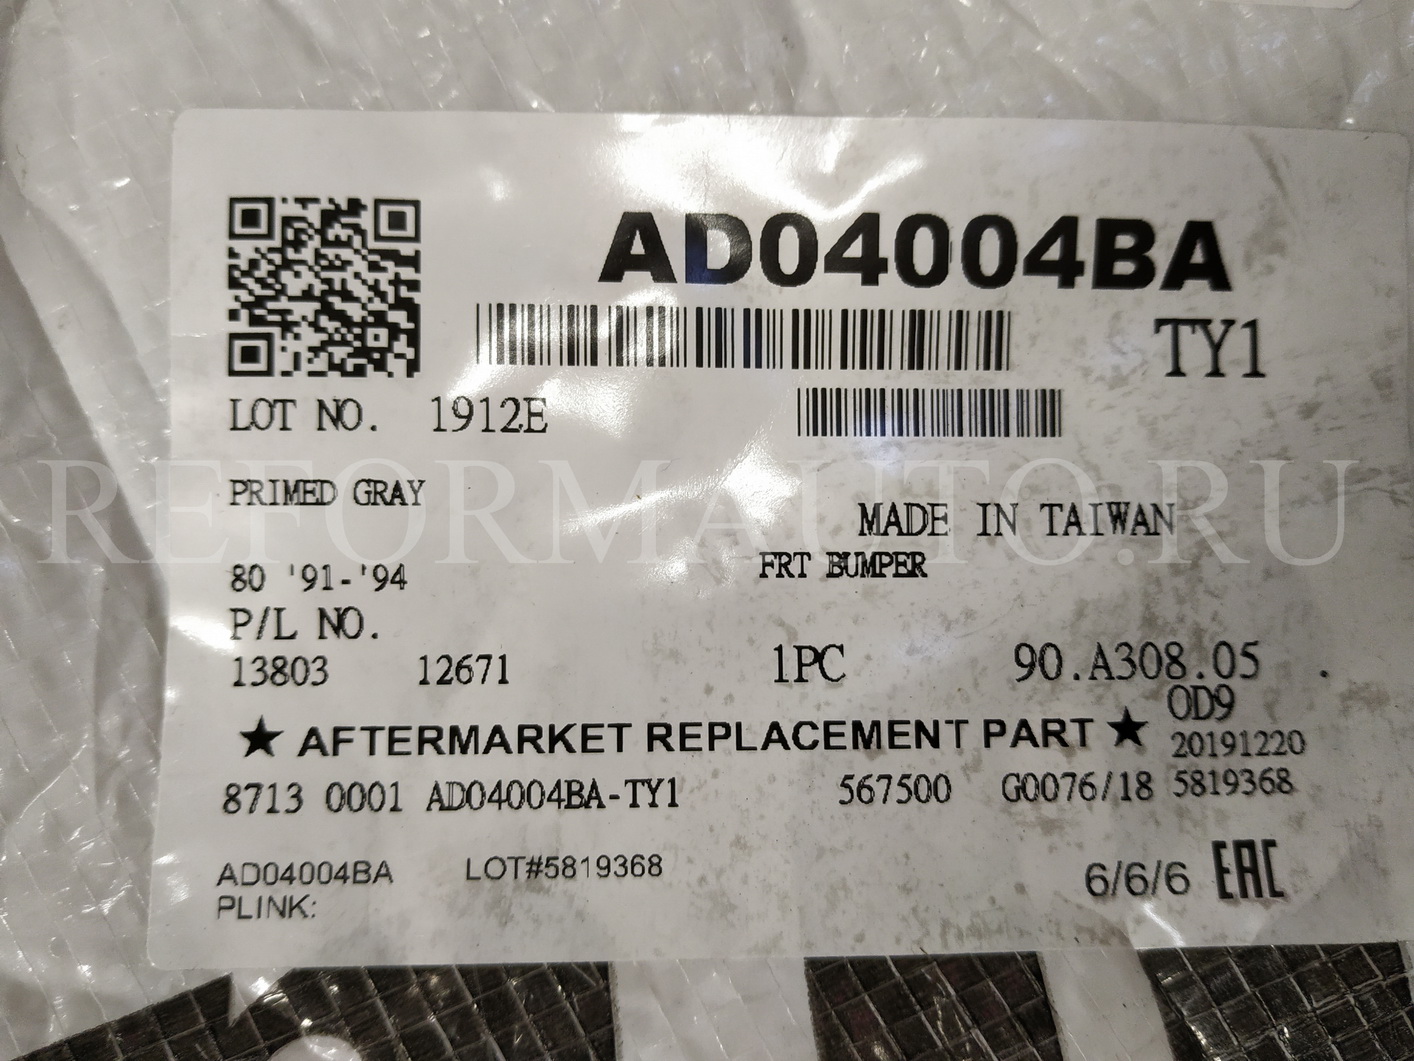 AD04004BA
TY1
LOT NO. 1912E
PRIMED GRAY
MADE IN TAIWAN
FRT BUMPER
80 '91-'94
P/L NO.
13803 12671 1PC 90.A308.05 .
OD9
★ AFTERMARKET REPLACEMENT PART ★ 20191220
8713 0001 AD04004BA-TY1 567500 G0076/18 5819368
AD04004BA LOT#5819368
PLINK:
6/6/6 EAC
REFORMAUTO.RU